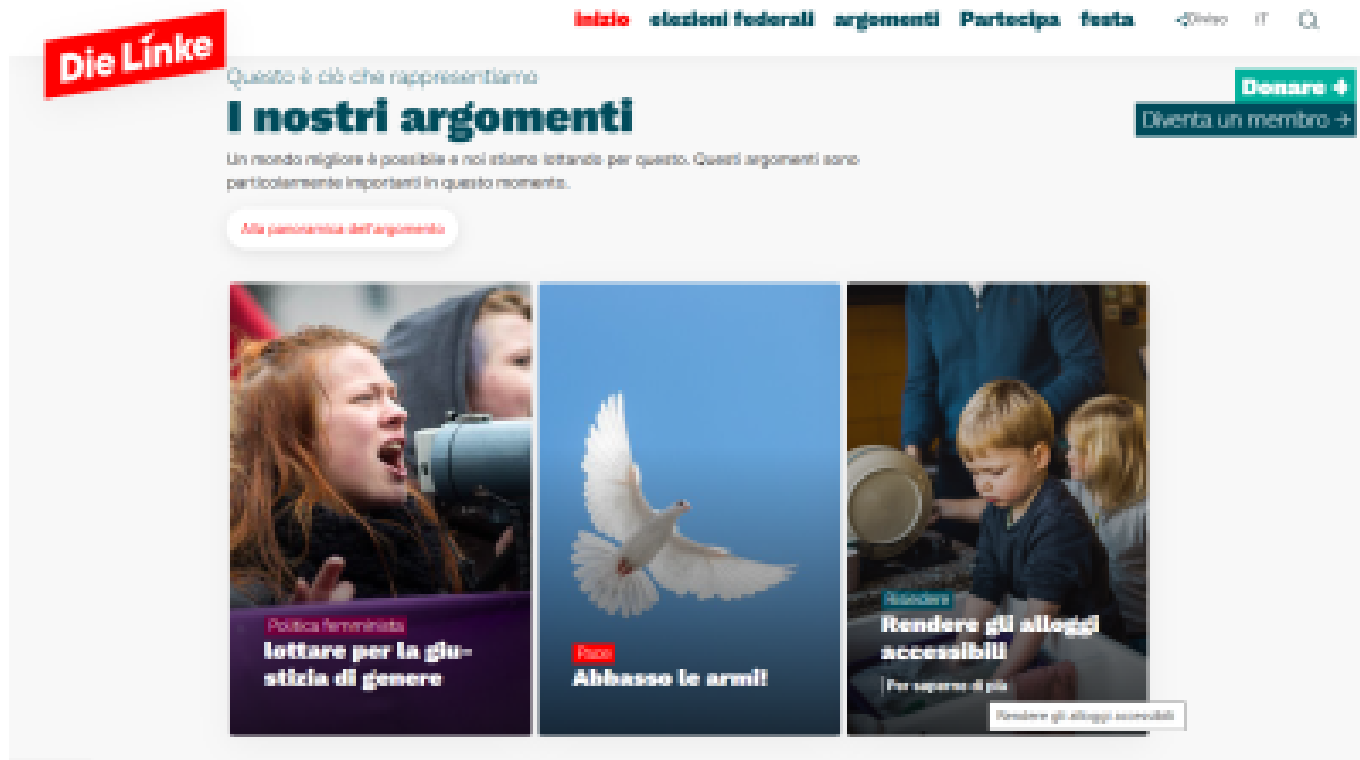 Die Linke
Inizio elezioni federali argomenti Partecipa festa Diviso IT
Questo è ciò che rappresentiamo
I nostri argomenti
Donare
Diventa un membro →
Un mondo migliore è possibile e noi stiamo lottando per questo. Questi argomenti sono
particolarmente importanti in questo momento.
Alla panoramica dell'argomento
Politica femminista
lottare per la giu-
stizia di genere
Pace
Abbasso le armi!
Rendere gli alloggi
accessibili
Per saperne di più
Rendere gli alloggi accessibili